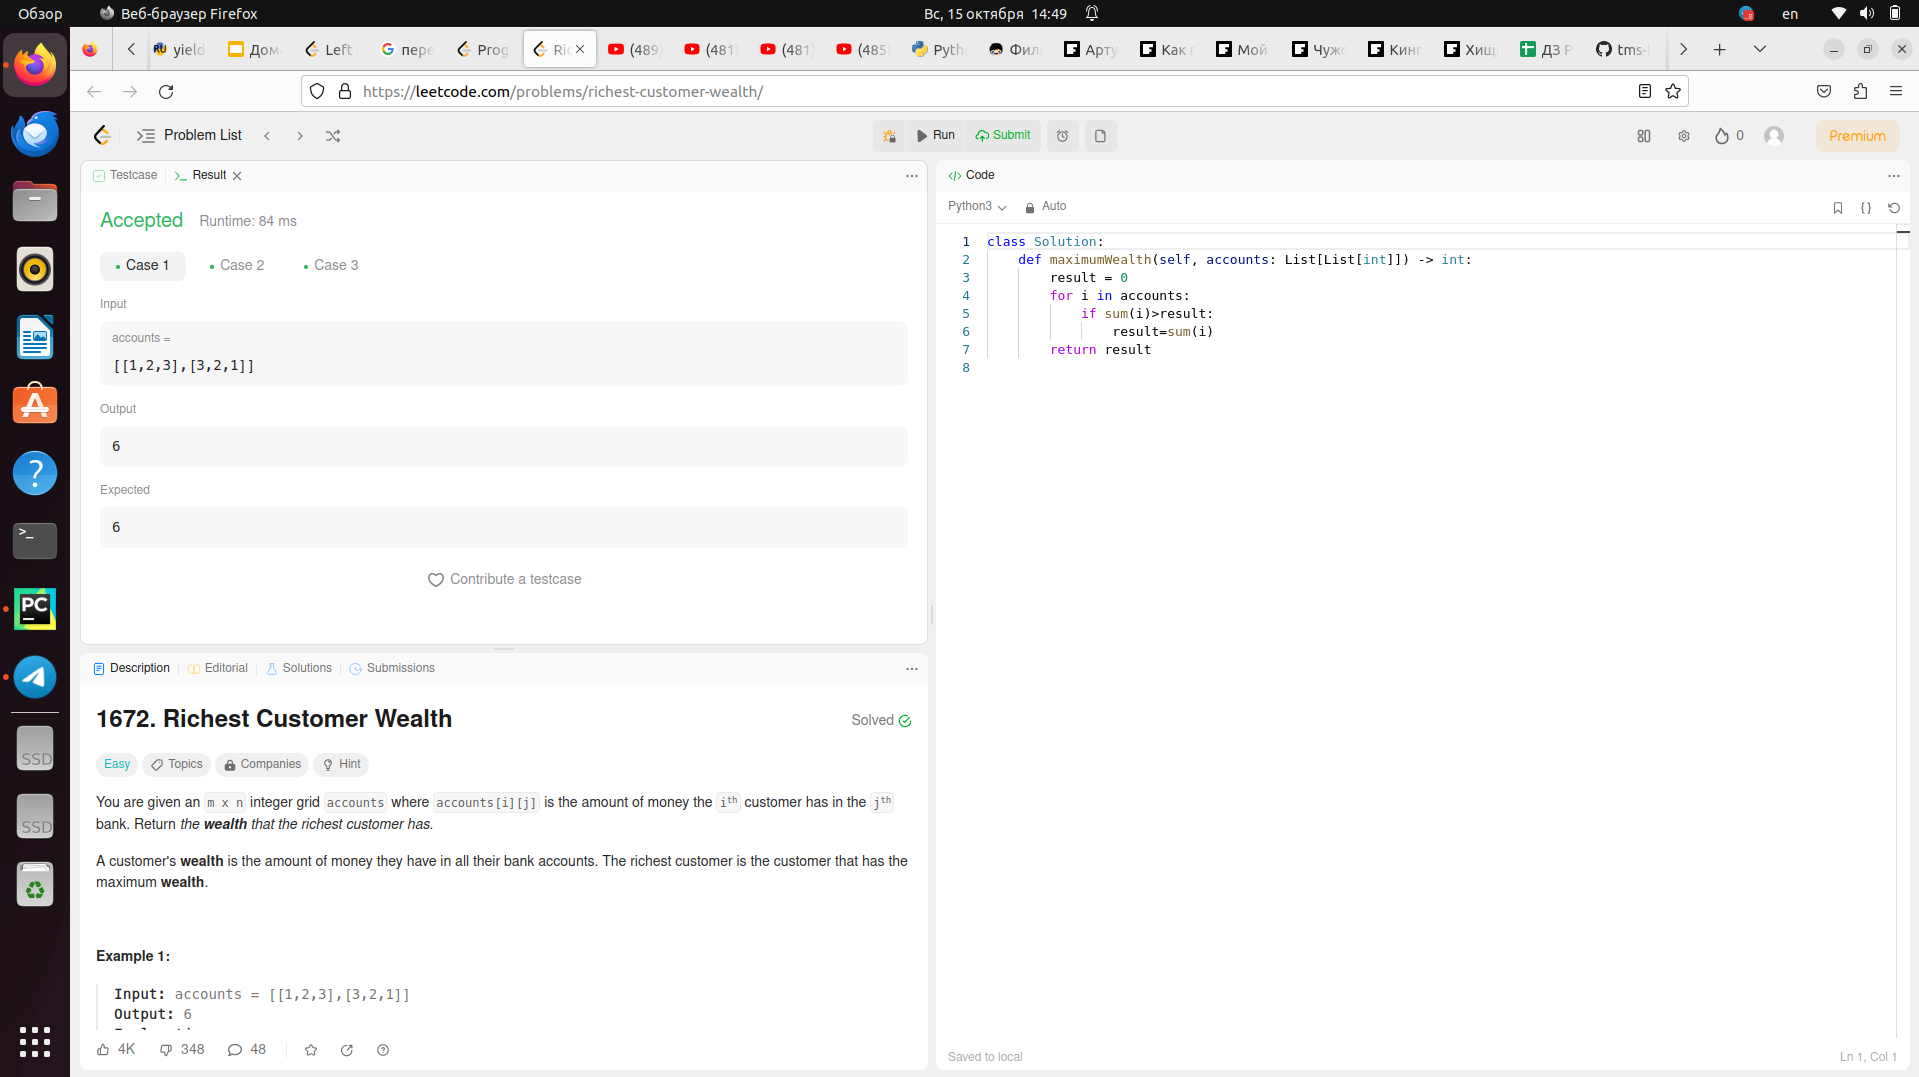 Обзор
Веб-браузер Firefox
Вс, 15 октября 14:49
en
yield
Дом
Left
пере
Prog
Ric
(489)
(481)
(481)
(485)
Pyth
Фил
Арту
Как
Мой
Чужо
Кинг
Хищ
ДЗ Р
tms-
https://leetcode.com/problems/richest-customer-wealth/
Problem List
Run
Submit
0
Premium
Testcase
Result
Accepted
Runtime: 84 ms
Case 1
Case 2
Case 3
Input
accounts =
[[1,2,3],[3,2,1]]
Output
6
Expected
6
Contribute a testcase
Code
Python3
Auto
1 class Solution:
2 def maximumWealth(self, accounts: List[List[int]]) -> int:
3 result = 0
4 for i in accounts:
5 if sum(i)>result:
6 result=sum(i)
7 return result
8
Description
Editorial
Solutions
Submissions
1672. Richest Customer Wealth
Solved
Easy
Topics
Companies
Hint
You are given an m x n integer grid accounts where accounts[i][j] is the amount of money the ith customer has in the jth
bank. Return the wealth that the richest customer has.
A customer's wealth is the amount of money they have in all their bank accounts. The richest customer is the customer that has the
maximum wealth.
Example 1:
Input: accounts = [[1,2,3],[3,2,1]]
Output: 6
4K
348
48
Saved to local
Ln 1, Col 1
PC
SSD
SSD